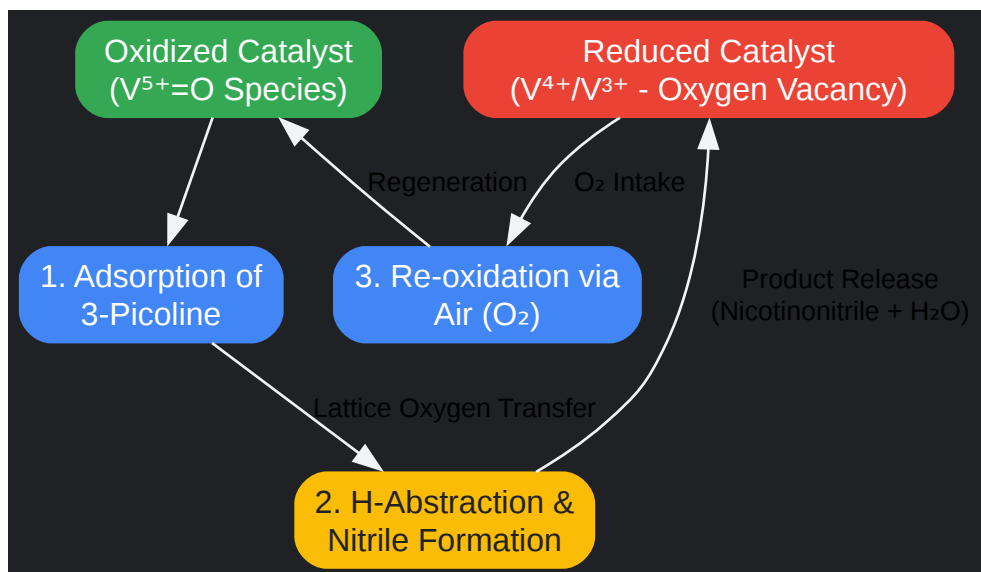 Oxidized Catalyst
(V⁵⁺=O Species)
Reduced Catalyst
(V⁴⁺/V³⁺ - Oxygen Vacancy)
Regeneration
O₂ Intake
1. Adsorption of
3-Picoline
3. Re-oxidation via
Air (O₂)
Product Release
(Nicotinonitrile + H₂O)
Lattice Oxygen Transfer
2. H-Abstraction &
Nitrile Formation